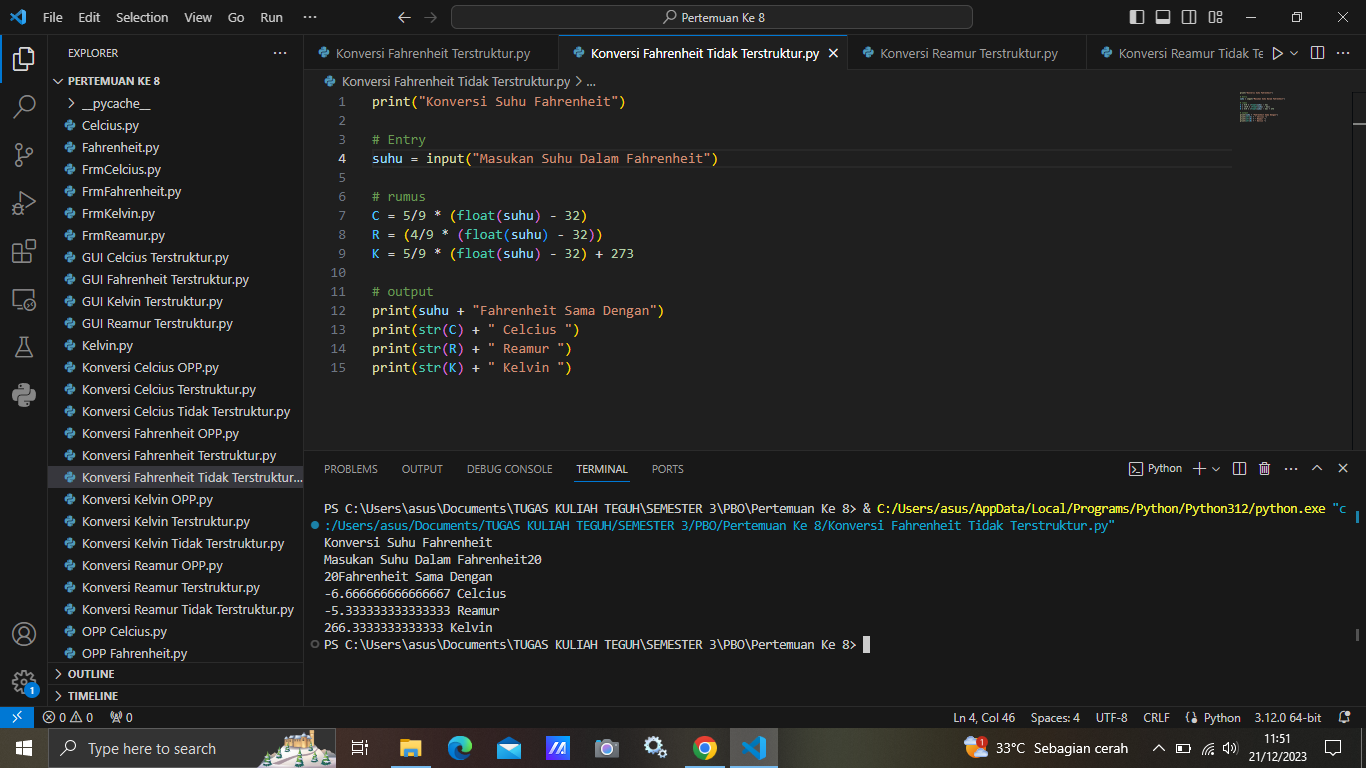 File Edit Selection View Go Run ···
Pertemuan Ke 8
EXPLORER ···
PERTEMUAN KE 8
__pycache__
Celcius.py
Fahrenheit.py
FrmCelcius.py
FrmFahrenheit.py
FrmKelvin.py
FrmReamur.py
GUI Celcius Terstruktur.py
GUI Fahrenheit Terstruktur.py
GUI Kelvin Terstruktur.py
GUI Reamur Terstruktur.py
Kelvin.py
Konversi Celcius OPP.py
Konversi Celcius Terstruktur.py
Konversi Celcius Tidak Terstruktur.py
Konversi Fahrenheit OPP.py
Konversi Fahrenheit Terstruktur.py
Konversi Fahrenheit Tidak Terstruktur...
Konversi Kelvin OPP.py
Konversi Kelvin Terstruktur.py
Konversi Kelvin Tidak Terstruktur.py
Konversi Reamur OPP.py
Konversi Reamur Terstruktur.py
Konversi Reamur Tidak Terstruktur.py
OPP Celcius.py
OPP Fahrenheit.py
OUTLINE
TIMELINE
Konversi Fahrenheit Terstruktur.py Konversi Fahrenheit Tidak Terstruktur.py Konversi Reamur Terstruktur.py Konversi Reamur Tidak Te
Konversi Fahrenheit Tidak Terstruktur.py > ...
1 print("Konversi Suhu Fahrenheit")
2
3 # Entry
4 suhu = input("Masukan Suhu Dalam Fahrenheit")
5
6 # rumus
7 C = 5/9 * (float(suhu) - 32)
8 R = (4/9 * (float(suhu) - 32))
9 K = 5/9 * (float(suhu) - 32) + 273
10
11 # output
12 print(suhu + "Fahrenheit Sama Dengan")
13 print(str(C) + " Celcius ")
14 print(str(R) + " Reamur ")
15 print(str(K) + " Kelvin ")
PROBLEMS OUTPUT DEBUG CONSOLE TERMINAL PORTS
Python
PS C:\Users\asus\Documents\TUGAS KULIAH TEGUH\SEMESTER 3\PBO\Pertemuan Ke 8> & C:/Users/asus/AppData/Local/Programs/Python/Python312/python.exe "c
:/Users/asus/Documents/TUGAS KULIAH TEGUH/SEMESTER 3/PBO/Pertemuan Ke 8/Konversi Fahrenheit Tidak Terstruktur.py"
Konversi Suhu Fahrenheit
Masukan Suhu Dalam Fahrenheit20
20Fahrenheit Sama Dengan
-6.666666666666667 Celcius
-5.333333333333333 Reamur
266.3333333333333 Kelvin
PS C:\Users\asus\Documents\TUGAS KULIAH TEGUH\SEMESTER 3\PBO\Pertemuan Ke 8>
1
0 0 0 Ln 4, Col 46 Spaces: 4 UTF-8 CRLF Python 3.12.0 64-bit
Type here to search
1 33°C Sebagian cerah
11:51
21/12/2023